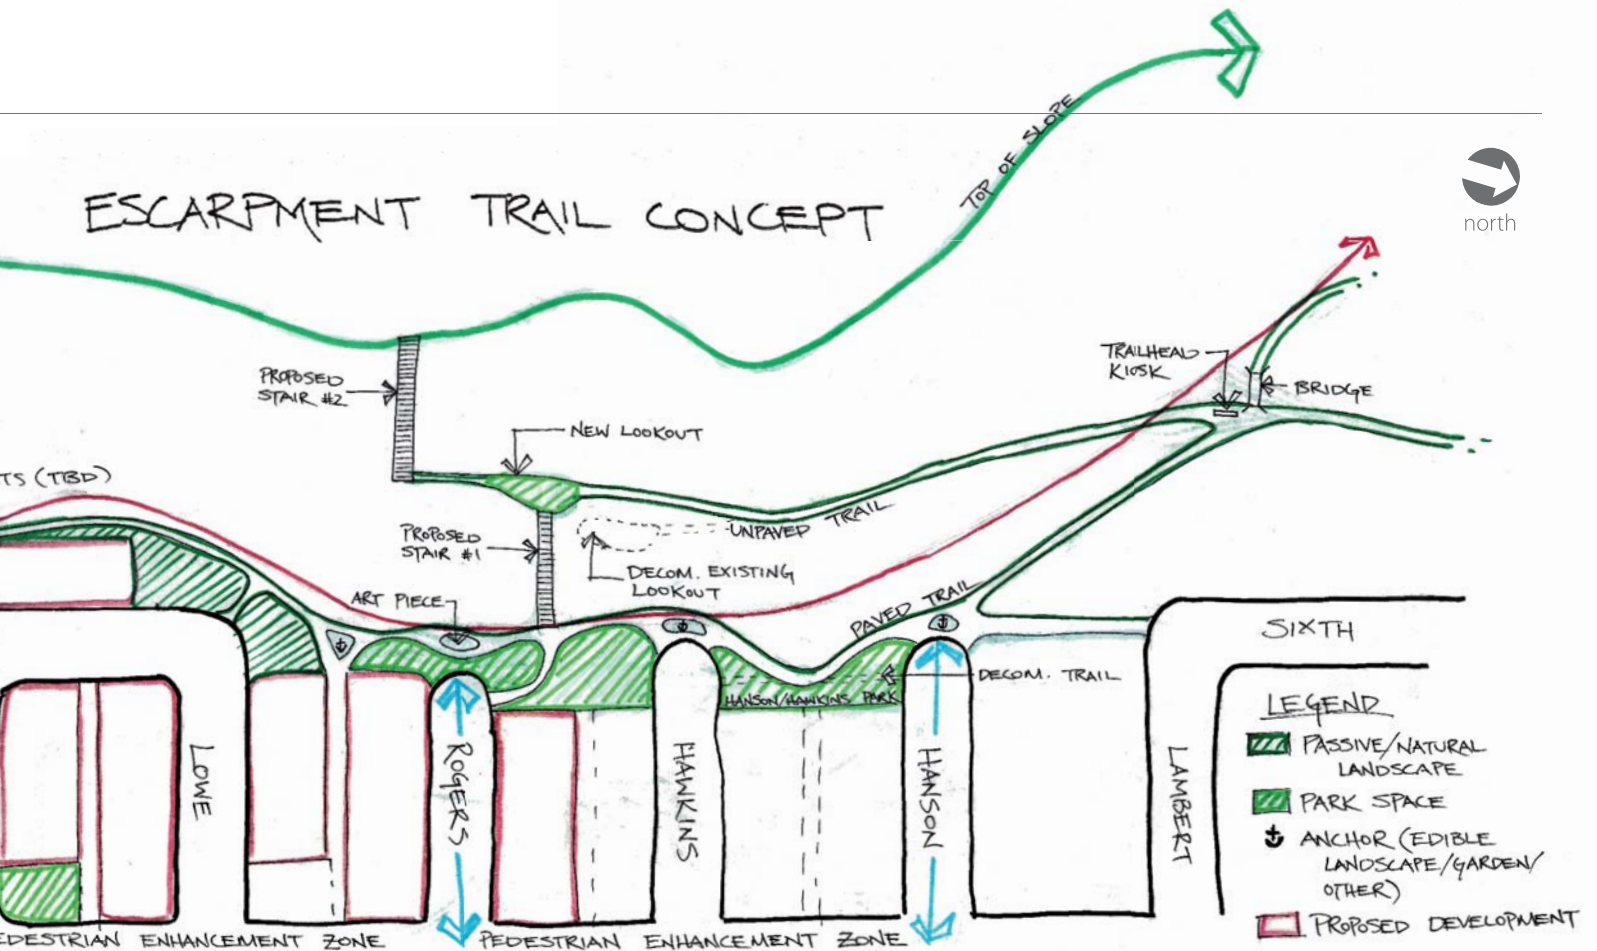 TOP OF SLOPE
north
ESCARPMENT TRAIL CONCEPT
TRAILHEAD
KIOSK
BRIDGE
PROPOSED
STAIR #2
NEW LOOKOUT
TS (TBD)
UNPAVED TRAIL
PROPOSED
STAIR #1
DECOM. EXISTING
LOOKOUT
ART PIECE
PAVED TRAIL
SIXTH
DECOM. TRAIL
HANSON/HAWKINS PARK
LOWE
ROGERS
HAWKINS
HANSON
LAMBERT
LEGEND
PASSIVE/NATURAL
LANDSCAPE
PARK SPACE
ANCHOR (EDIBLE
LANDSCAPE/GARDEN/
OTHER)
PROPOSED DEVELOPMENT
EDESTRIAN ENHANCEMENT ZONE
PEDESTRIAN ENHANCEMENT ZONE